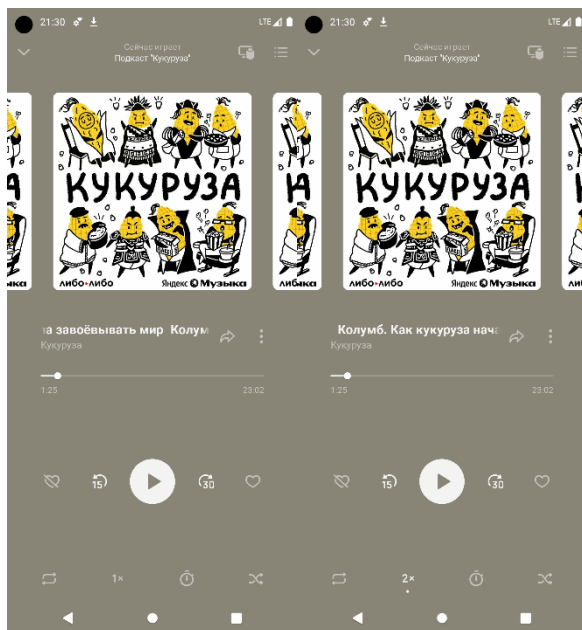 21:30
LTE
Сейчас играет
Подкаст "Кукуруза"
КУКУРУЗА
либо-либо
Яндекс Музыка
а завоёвывать мир Колум
Кукуруза
1:25
23:02
15
30
1×
21:30
LTE
Сейчас играет
Подкаст "Кукуруза"
КУКУРУЗА
либо-либо
Яндекс Музыка
Колумб. Как кукуруза нача
Кукуруза
1:25
23:02
15
30
2×